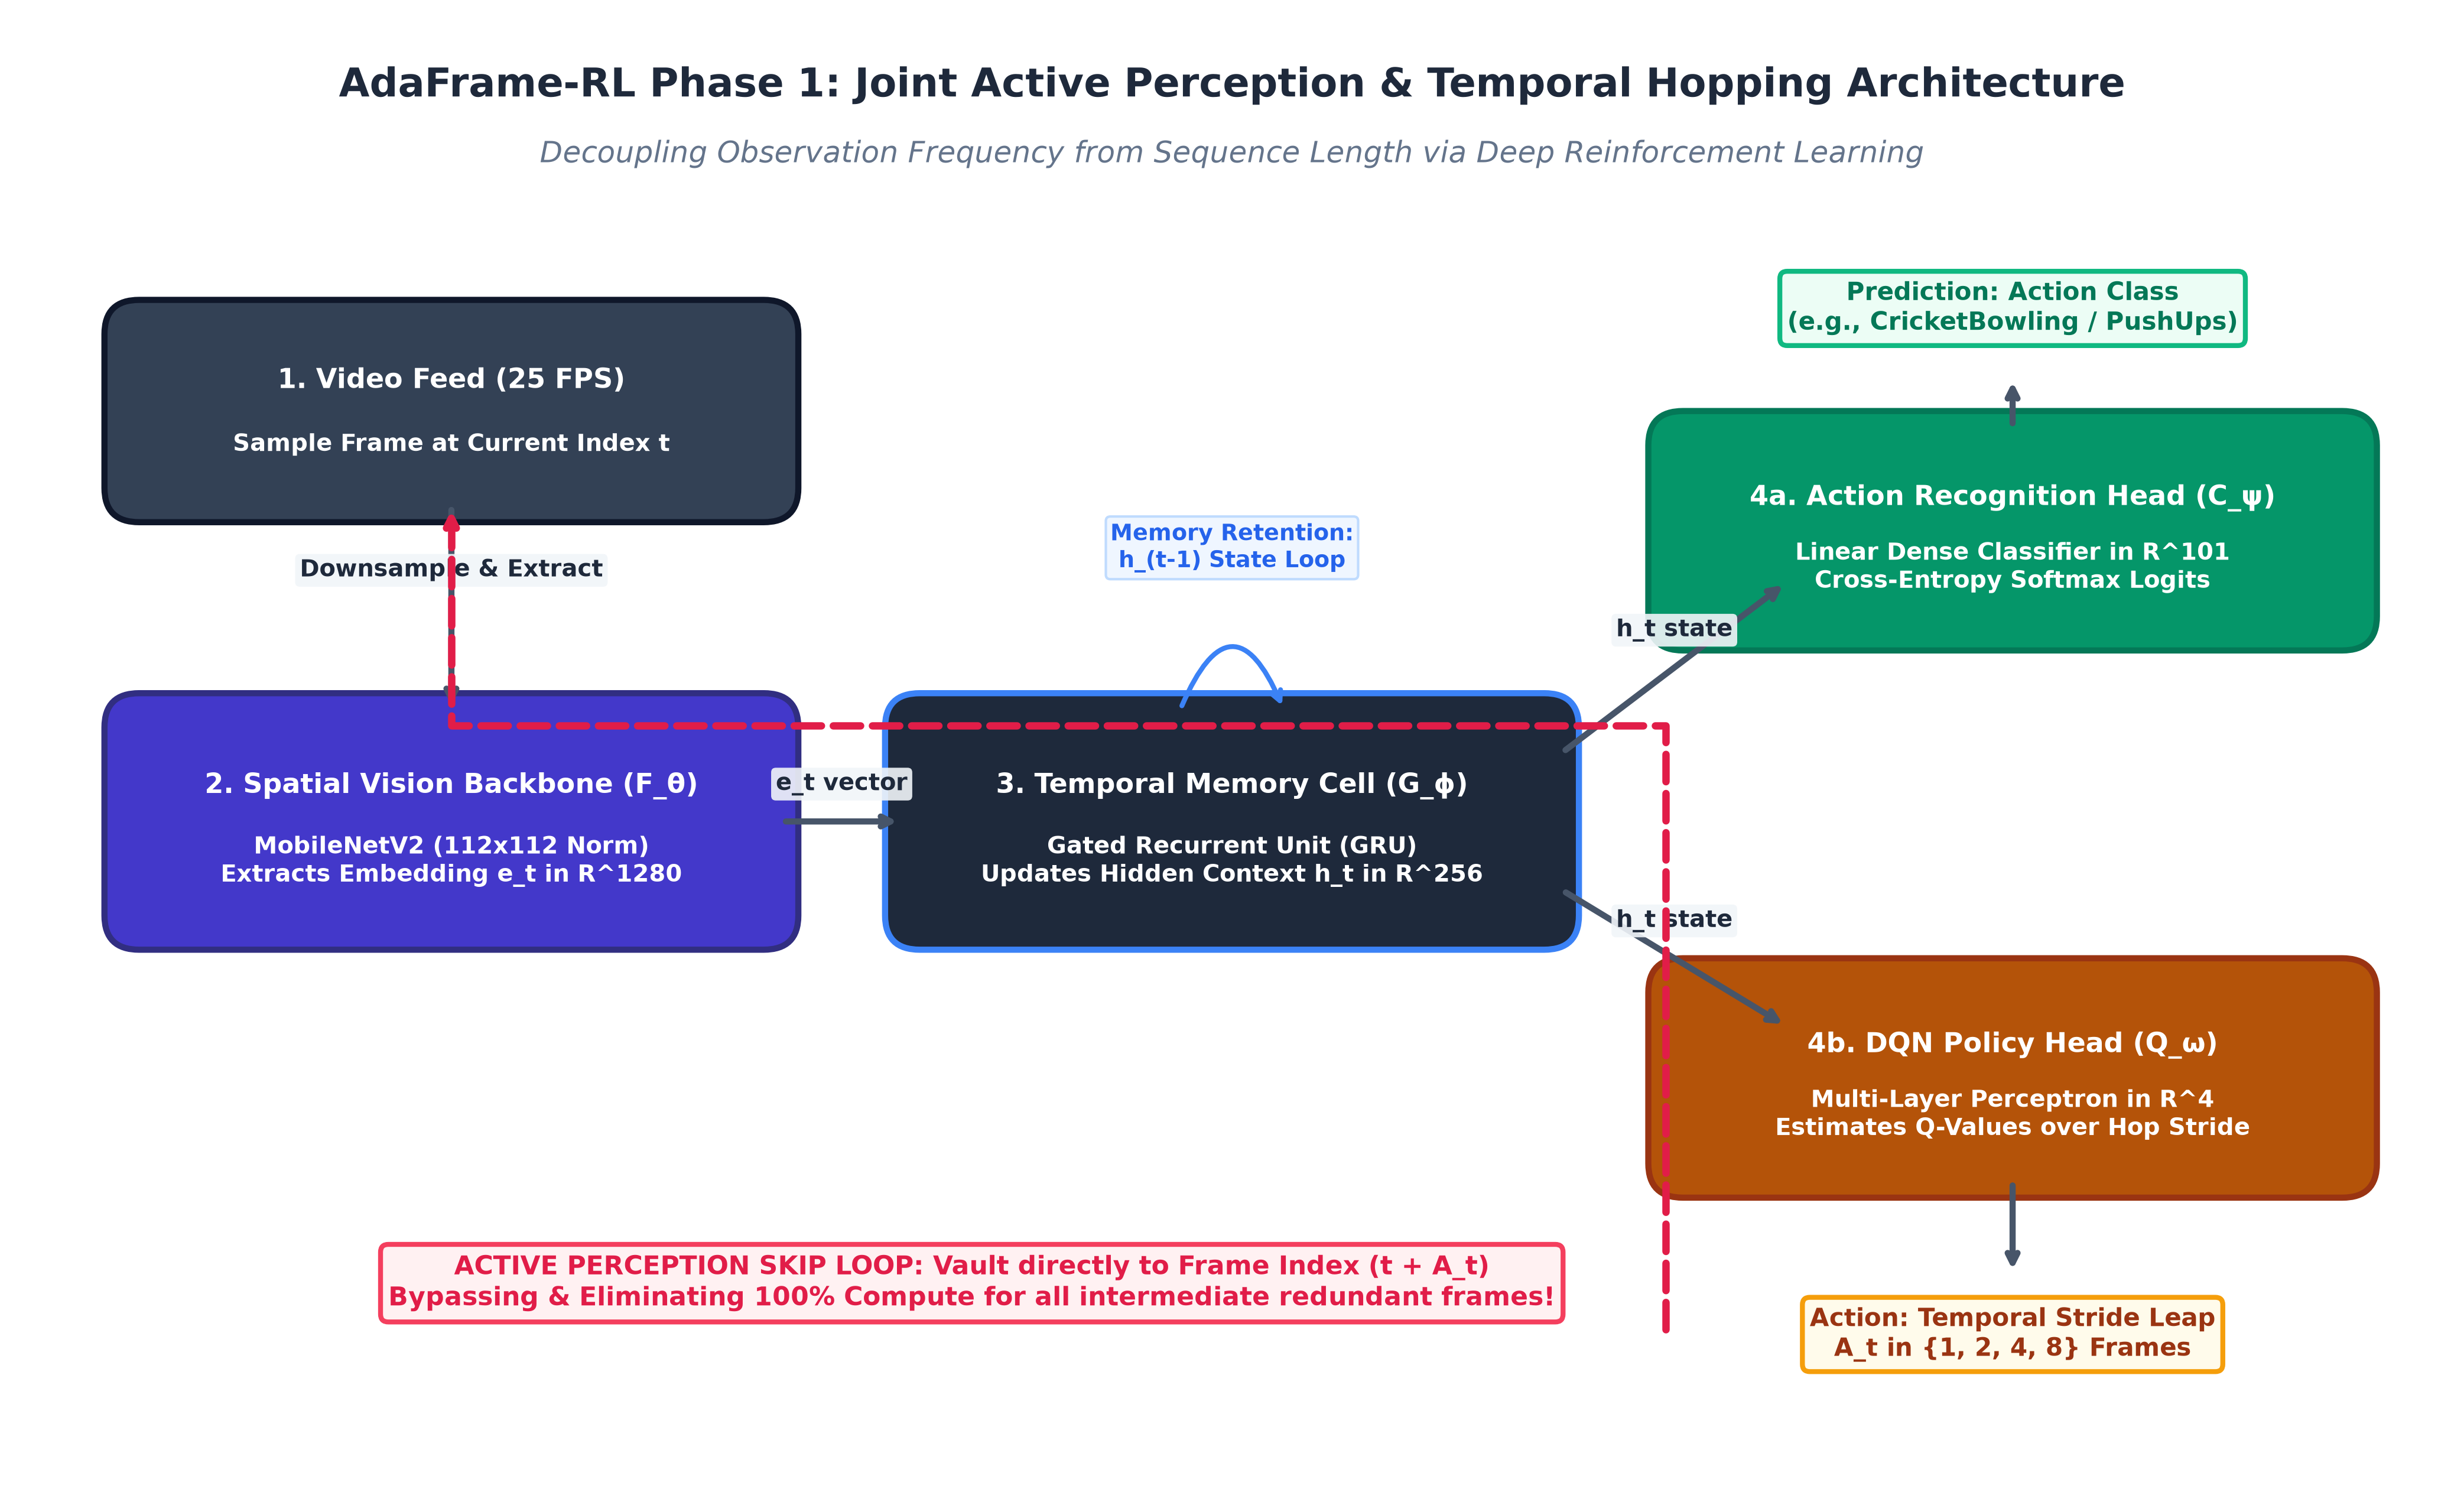 AdaFrame-RL Phase 1: Joint Active Perception & Temporal Hopping Architecture
Decoupling Observation Frequency from Sequence Length via Deep Reinforcement Learning
1. Video Feed (25 FPS)
Sample Frame at Current Index t
Downsample & Extract
2. Spatial Vision Backbone (F_θ)
MobileNetV2 (112x112 Norm)
Extracts Embedding e_t in R^1280
e_t vector
Memory Retention:
h_(t-1) State Loop
3. Temporal Memory Cell (G_ϕ)
Gated Recurrent Unit (GRU)
Updates Hidden Context h_t in R^256
h_t state
Prediction: Action Class
(e.g., CricketBowling / PushUps)
4a. Action Recognition Head (C_ψ)
Linear Dense Classifier in R^101
Cross-Entropy Softmax Logits
h_t state
4b. DQN Policy Head (Q_ω)
Multi-Layer Perceptron in R^4
Estimates Q-Values over Hop Stride
Action: Temporal Stride Leap
A_t in {1, 2, 4, 8} Frames
ACTIVE PERCEPTION SKIP LOOP: Vault directly to Frame Index (t + A_t)
Bypassing & Eliminating 100% Compute for all intermediate redundant frames!